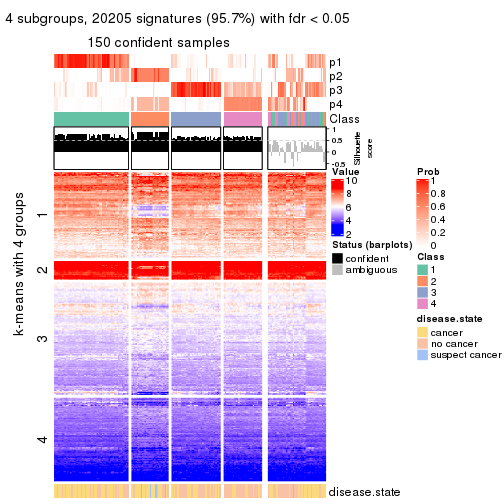 4 subgroups, 20205 signatures (95.7%) with fdr < 0.05
150 confident samples
p1
p2
p3
p4
Class
1
0.5
0
-0.5
Silhouette
score
k-means with 4 groups
1
2
3
4
disease.state
Value
10
8
6
4
2
Status (barplots)
confident
ambiguous
Prob
1
0.8
0.6
0.4
0.2
0
Class
1
2
3
4
disease.state
cancer
no cancer
suspect cancer